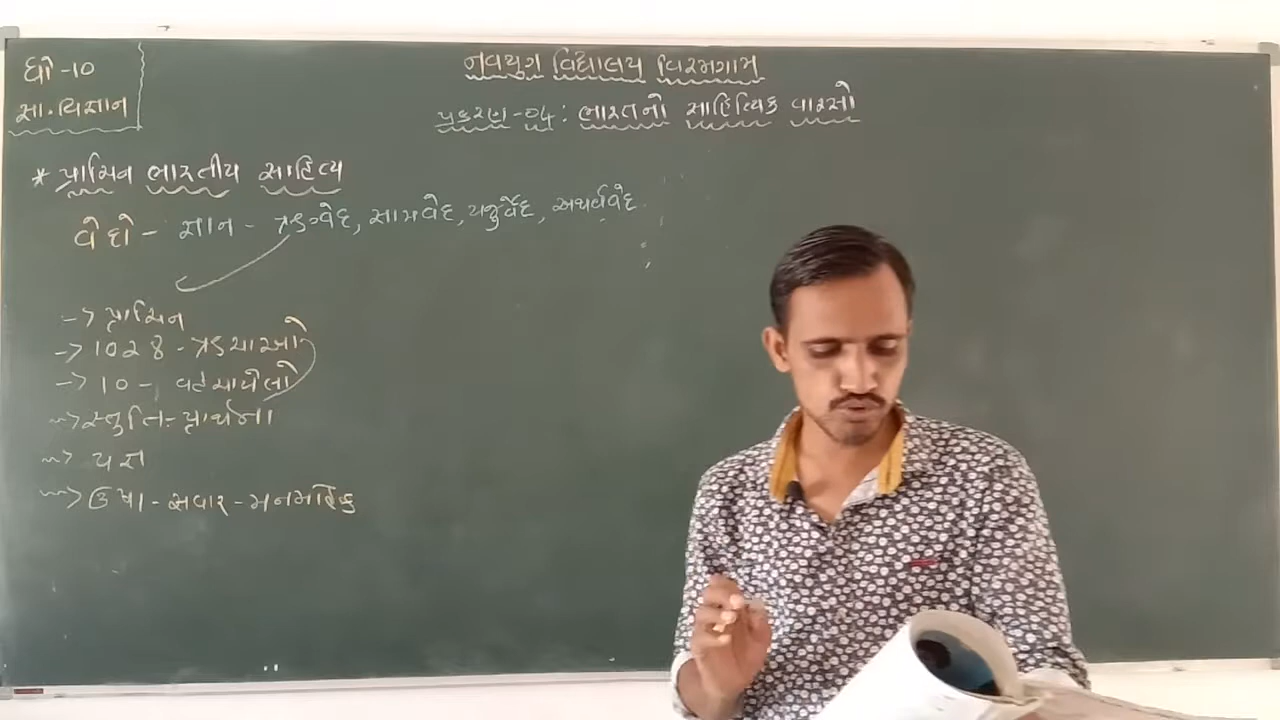 ધો-10
સા.વિજ્ઞાન
નવયુગ વિદ્યાલય વિરમગામ
પ્રકરણ-04: ભારતનો સાહિત્યિક વારસો
* પ્રાચિન ભારતીય સાહિત્ય
વેદો - જ્ઞાન - ઋગ્વેદ, સામવેદ, યજુર્વેદ, અથર્વવેદ
-> પ્રાચિન
-> 1028 - ઋચાઓ
-> 10 -
-> સ્તુતિ - પ્રાર્થના
-> યજ્ઞ
-> ઉષા - સવાર - મનમોહક